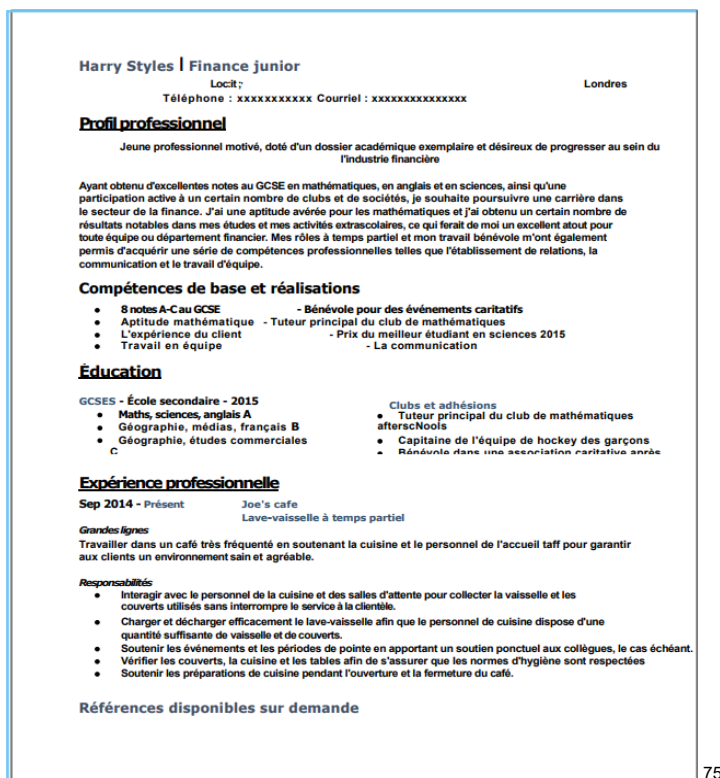 Harry Styles | Finance junior
Loc:it ;· Londres
Téléphone : xxxxxxxxxxx Courriel : xxxxxxxxxxxxxxx
Profil professionnel
Jeune professionnel motivé, doté d'un dossier académique exemplaire et désireux de progresser au sein du
l'industrie financière
Ayant obtenu d'excellentes notes au GCSE en mathématiques, en anglais et en sciences, ainsi qu'une
participation active à un certain nombre de clubs et de sociétés, je souhaite poursuivre une carrière dans
le secteur de la finance. J'ai une aptitude avérée pour les mathématiques et j'ai obtenu un certain nombre de
résultats notables dans mes études et mes activités extrascolaires, ce qui ferait de moi un excellent atout pour
toute équipe ou département financier. Mes rôles à temps partiel et mon travail bénévole m'ont également
permis d'acquérir une série de compétences professionnelles telles que l'établissement de relations, la
communication et le travail d'équipe.
Compétences de base et réalisations
● 8 notes A-C au GCSE - Bénévole pour des événements caritatifs
● Aptitude mathématique - Tuteur principal du club de mathématiques
● L'expérience du client - Prix du meilleur étudiant en sciences 2015
● Travail en équipe - La communication
Éducation
GCSES - École secondaire - 2015
● Maths, sciences, anglais A
● Géographie, médias, français B
● Géographie, études commerciales
C
Clubs et adhésions
● Tuteur principal du club de mathématiques
afterscNools
● Capitaine de l'équipe de hockey des garçons
● Bénévole dans une association caritative après
Expérience professionnelle
Sep 2014 - Présent Joe's cafe
Lave-vaisselle à temps partiel
Grandes lignes
Travailler dans un café très fréquenté en soutenant la cuisine et le personnel de l'accueil taff pour garantir
aux clients un environnement sain et agréable.
Responsabilités
● Interagir avec le personnel de la cuisine et des salles d'attente pour collecter la vaisselle et les
couverts utilisés sans interrompre le service à la clientèle.
● Charger et décharger efficacement le lave-vaisselle afin que le personnel de cuisine dispose d'une
quantité suffisante de vaisselle et de couverts.
● Soutenir les événements et les périodes de pointe en apportant un soutien ponctuel aux collègues, le cas échéant.
● Vérifier les couverts, la cuisine et les tables afin de s'assurer que les normes d'hygiène sont respectées
● Soutenir les préparations de cuisine pendant l'ouverture et la fermeture du café.
Références disponibles sur demande
75